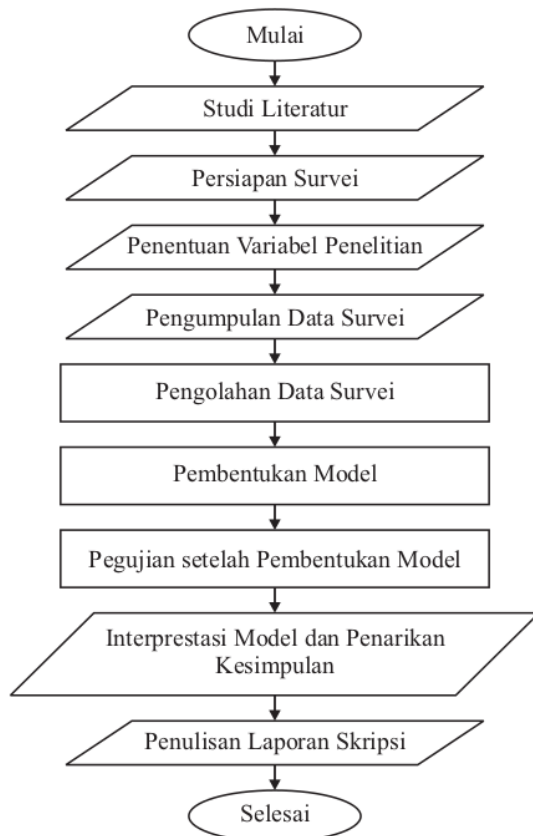 Mulai
Studi Literatur
Persiapan Survei
Penentuan Variabel Penelitian
Pengumpulan Data Survei
Pengolahan Data Survei
Pembentukan Model
Pegujian setelah Pembentukan Model
Interprestasi Model dan Penarikan
Kesimpulan
Penulisan Laporan Skripsi
Selesai